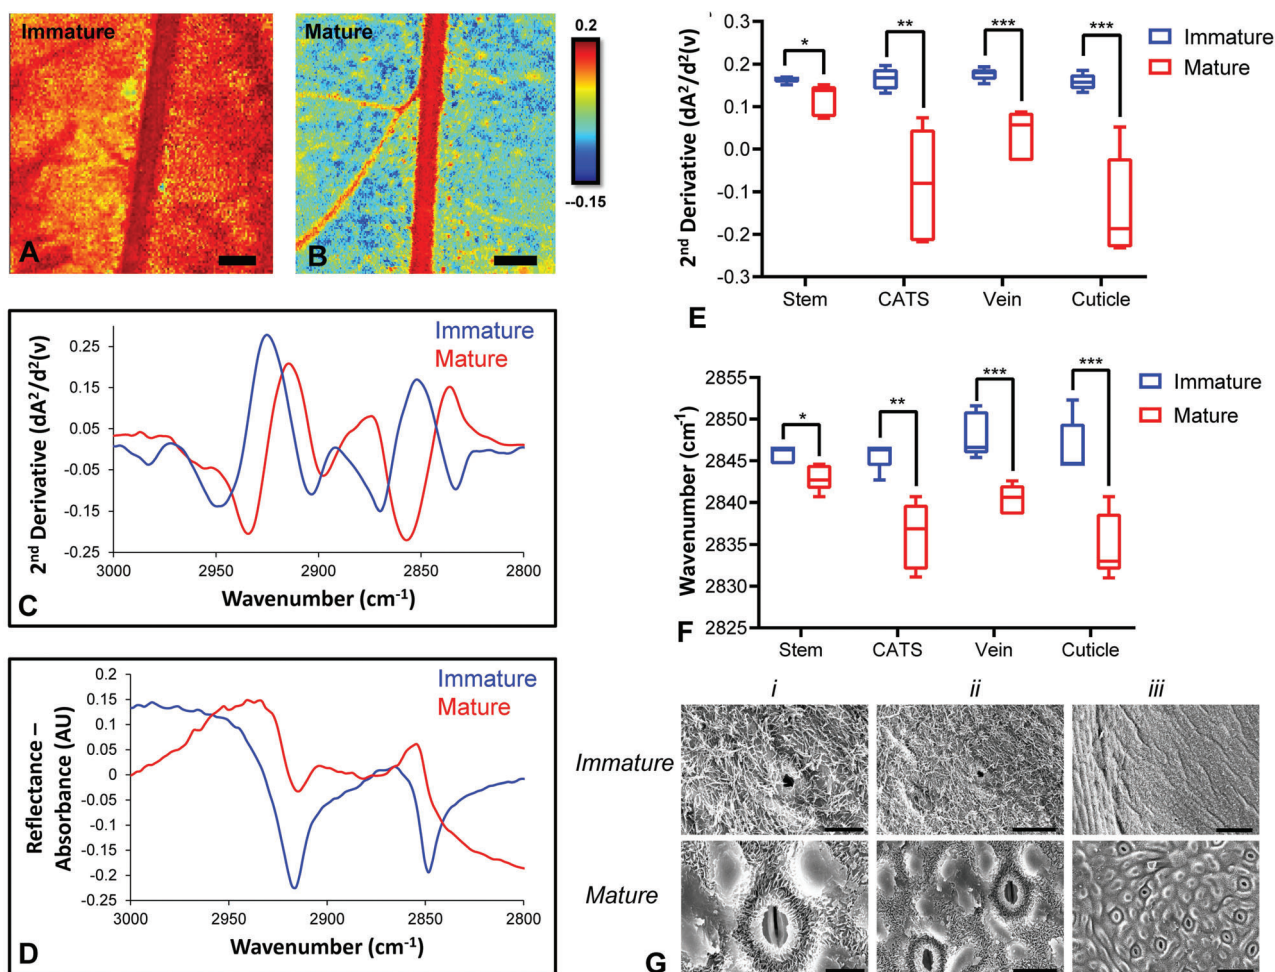 Immature
A
Mature
B
0.2
--0.15
Immature
Mature
2nd Derivative (dA2/d2(v)
0.25
0.15
0.05
-0.05
-0.15
-0.25
3000
2950
2900
2850
2800
Wavenumber (cm-1)
C
Immature
Mature
Reflectance –
Absorbance (AU)
0.2
0.15
0.1
0.05
0
-0.05
-0.1
-0.15
-0.2
-0.25
3000
2950
2900
2850
2800
Wavenumber (cm-1)
D
2nd Derivative (dA2/d2(v)
0.3
0.2
0.1
0.0
-0.1
-0.2
-0.3
*
**
***
***
Immature
Mature
Stem
CATS
Vein
Cuticle
E
Wavenumber (cm-1)
2855
2850
2845
2840
2835
2830
2825
*
**
***
***
Immature
Mature
Stem
CATS
Vein
Cuticle
F
i
ii
iii
Immature
Mature
G